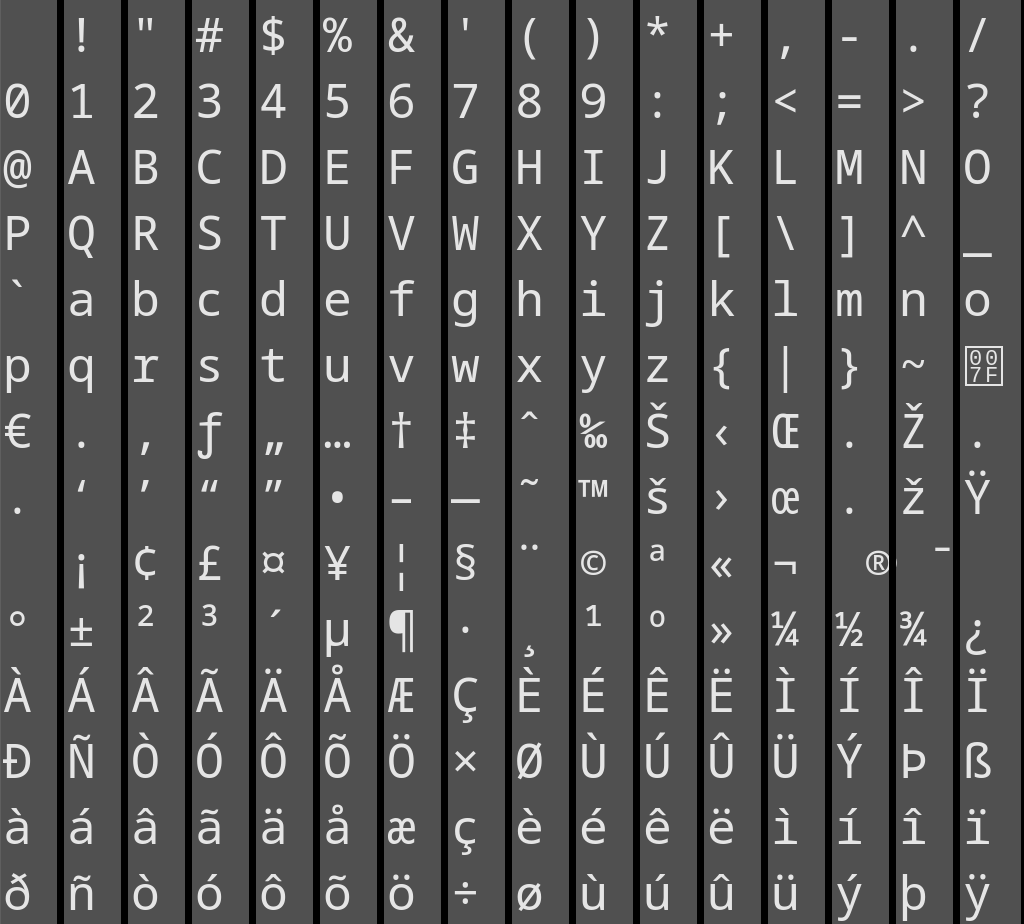 ! " # $ % & ' ( ) * + , - . /
0 1 2 3 4 5 6 7 8 9 : ; < = > ?
@ A B C D E F G H I J K L M N O
P Q R S T U V W X Y Z [ \ ] ^ _
` a b c d e f g h i j k l m n o
p q r s t u v w x y z { | } ~ 007F
€ . ‚ ƒ „ … † ‡ ˆ ‰ Š ‹ Œ . Ž .
. ‘ ’ “ ” • – — ˜ ™ š › œ . ž Ÿ
¡ ¢ £ ¤ ¥ ¦ § ¨ © ª « ¬ ® ¯
° ± ² ³ ´ µ ¶ · ¸ ¹ º » ¼ ½ ¾ ¿
À Á Â Ã Ä Å Æ Ç È É Ê Ë Ì Í Î Ï
Ð Ñ Ò Ó Ô Õ Ö × Ø Ù Ú Û Ü Ý Þ ß
à á â ã ä å æ ç è é ê ë ì í î ï
ð ñ ò ó ô õ ö ÷ ø ù ú û ü ý þ ÿ